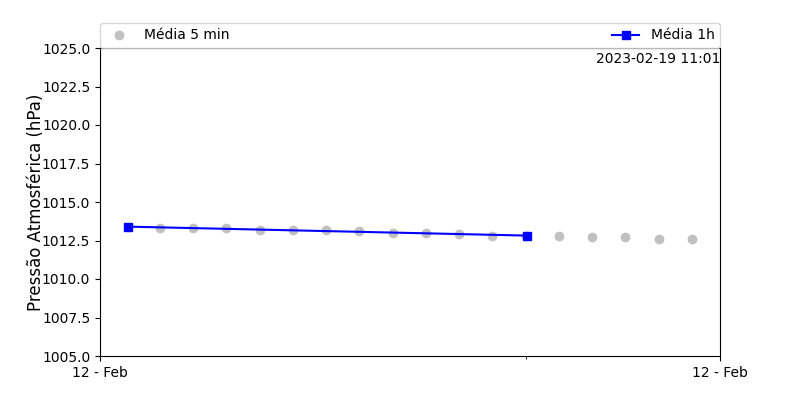 Média 5 min
Média 1h
2023-02-19 11:01
Pressão Atmosférica (hPa)
1025.0
1022.5
1020.0
1017.5
1015.0
1012.5
1010.0
1007.5
1005.0
12 - Feb
12 - Feb